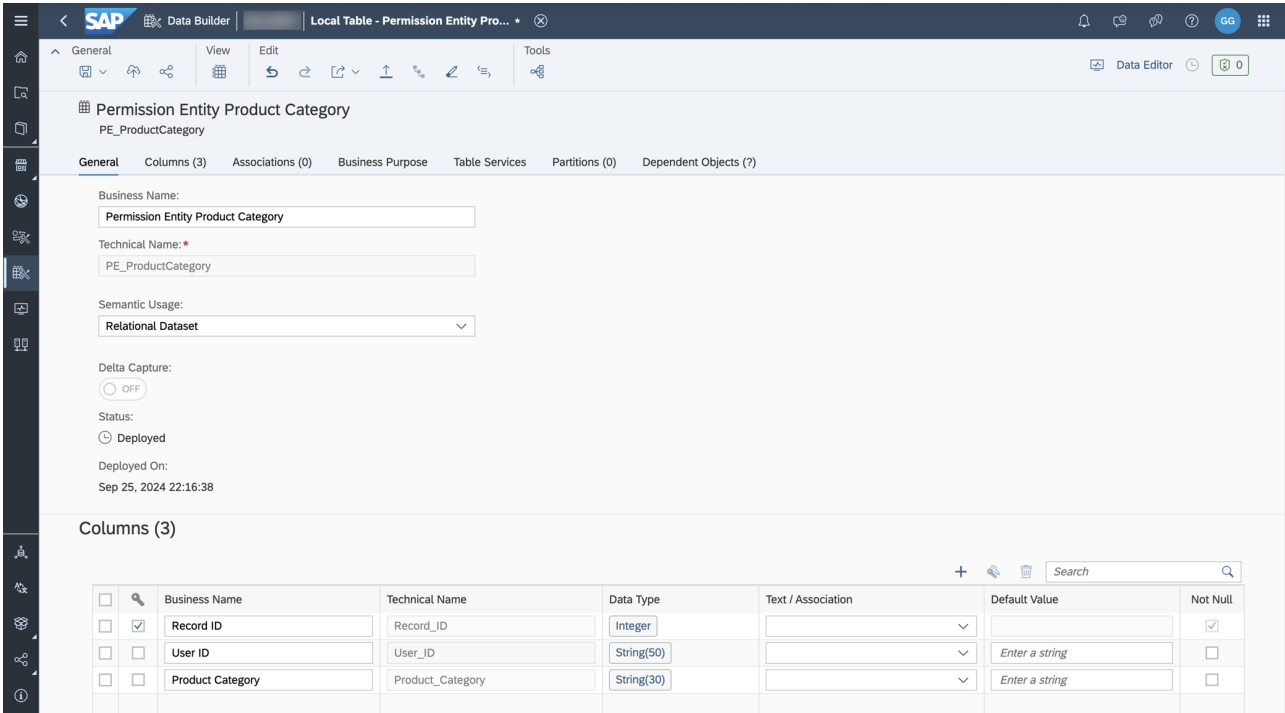 SAP Data Builder Local Table - Permission Entity Pro... * GG
General View Edit Tools
Data Editor 0
Permission Entity Product Category
PE_ProductCategory
General Columns (3) Associations (0) Business Purpose Table Services Partitions (0) Dependent Objects (?)
Business Name:
Permission Entity Product Category
Technical Name:*
PE_ProductCategory
Semantic Usage:
Relational Dataset
Delta Capture:
OFF
Status:
Deployed
Deployed On:
Sep 25, 2024 22:16:38
Columns (3)
Search
Business Name Technical Name Data Type Text / Association Default Value Not Null
Record ID Record_ID Integer
User ID User_ID String(50) Enter a string
Product Category Product_Category String(30) Enter a string